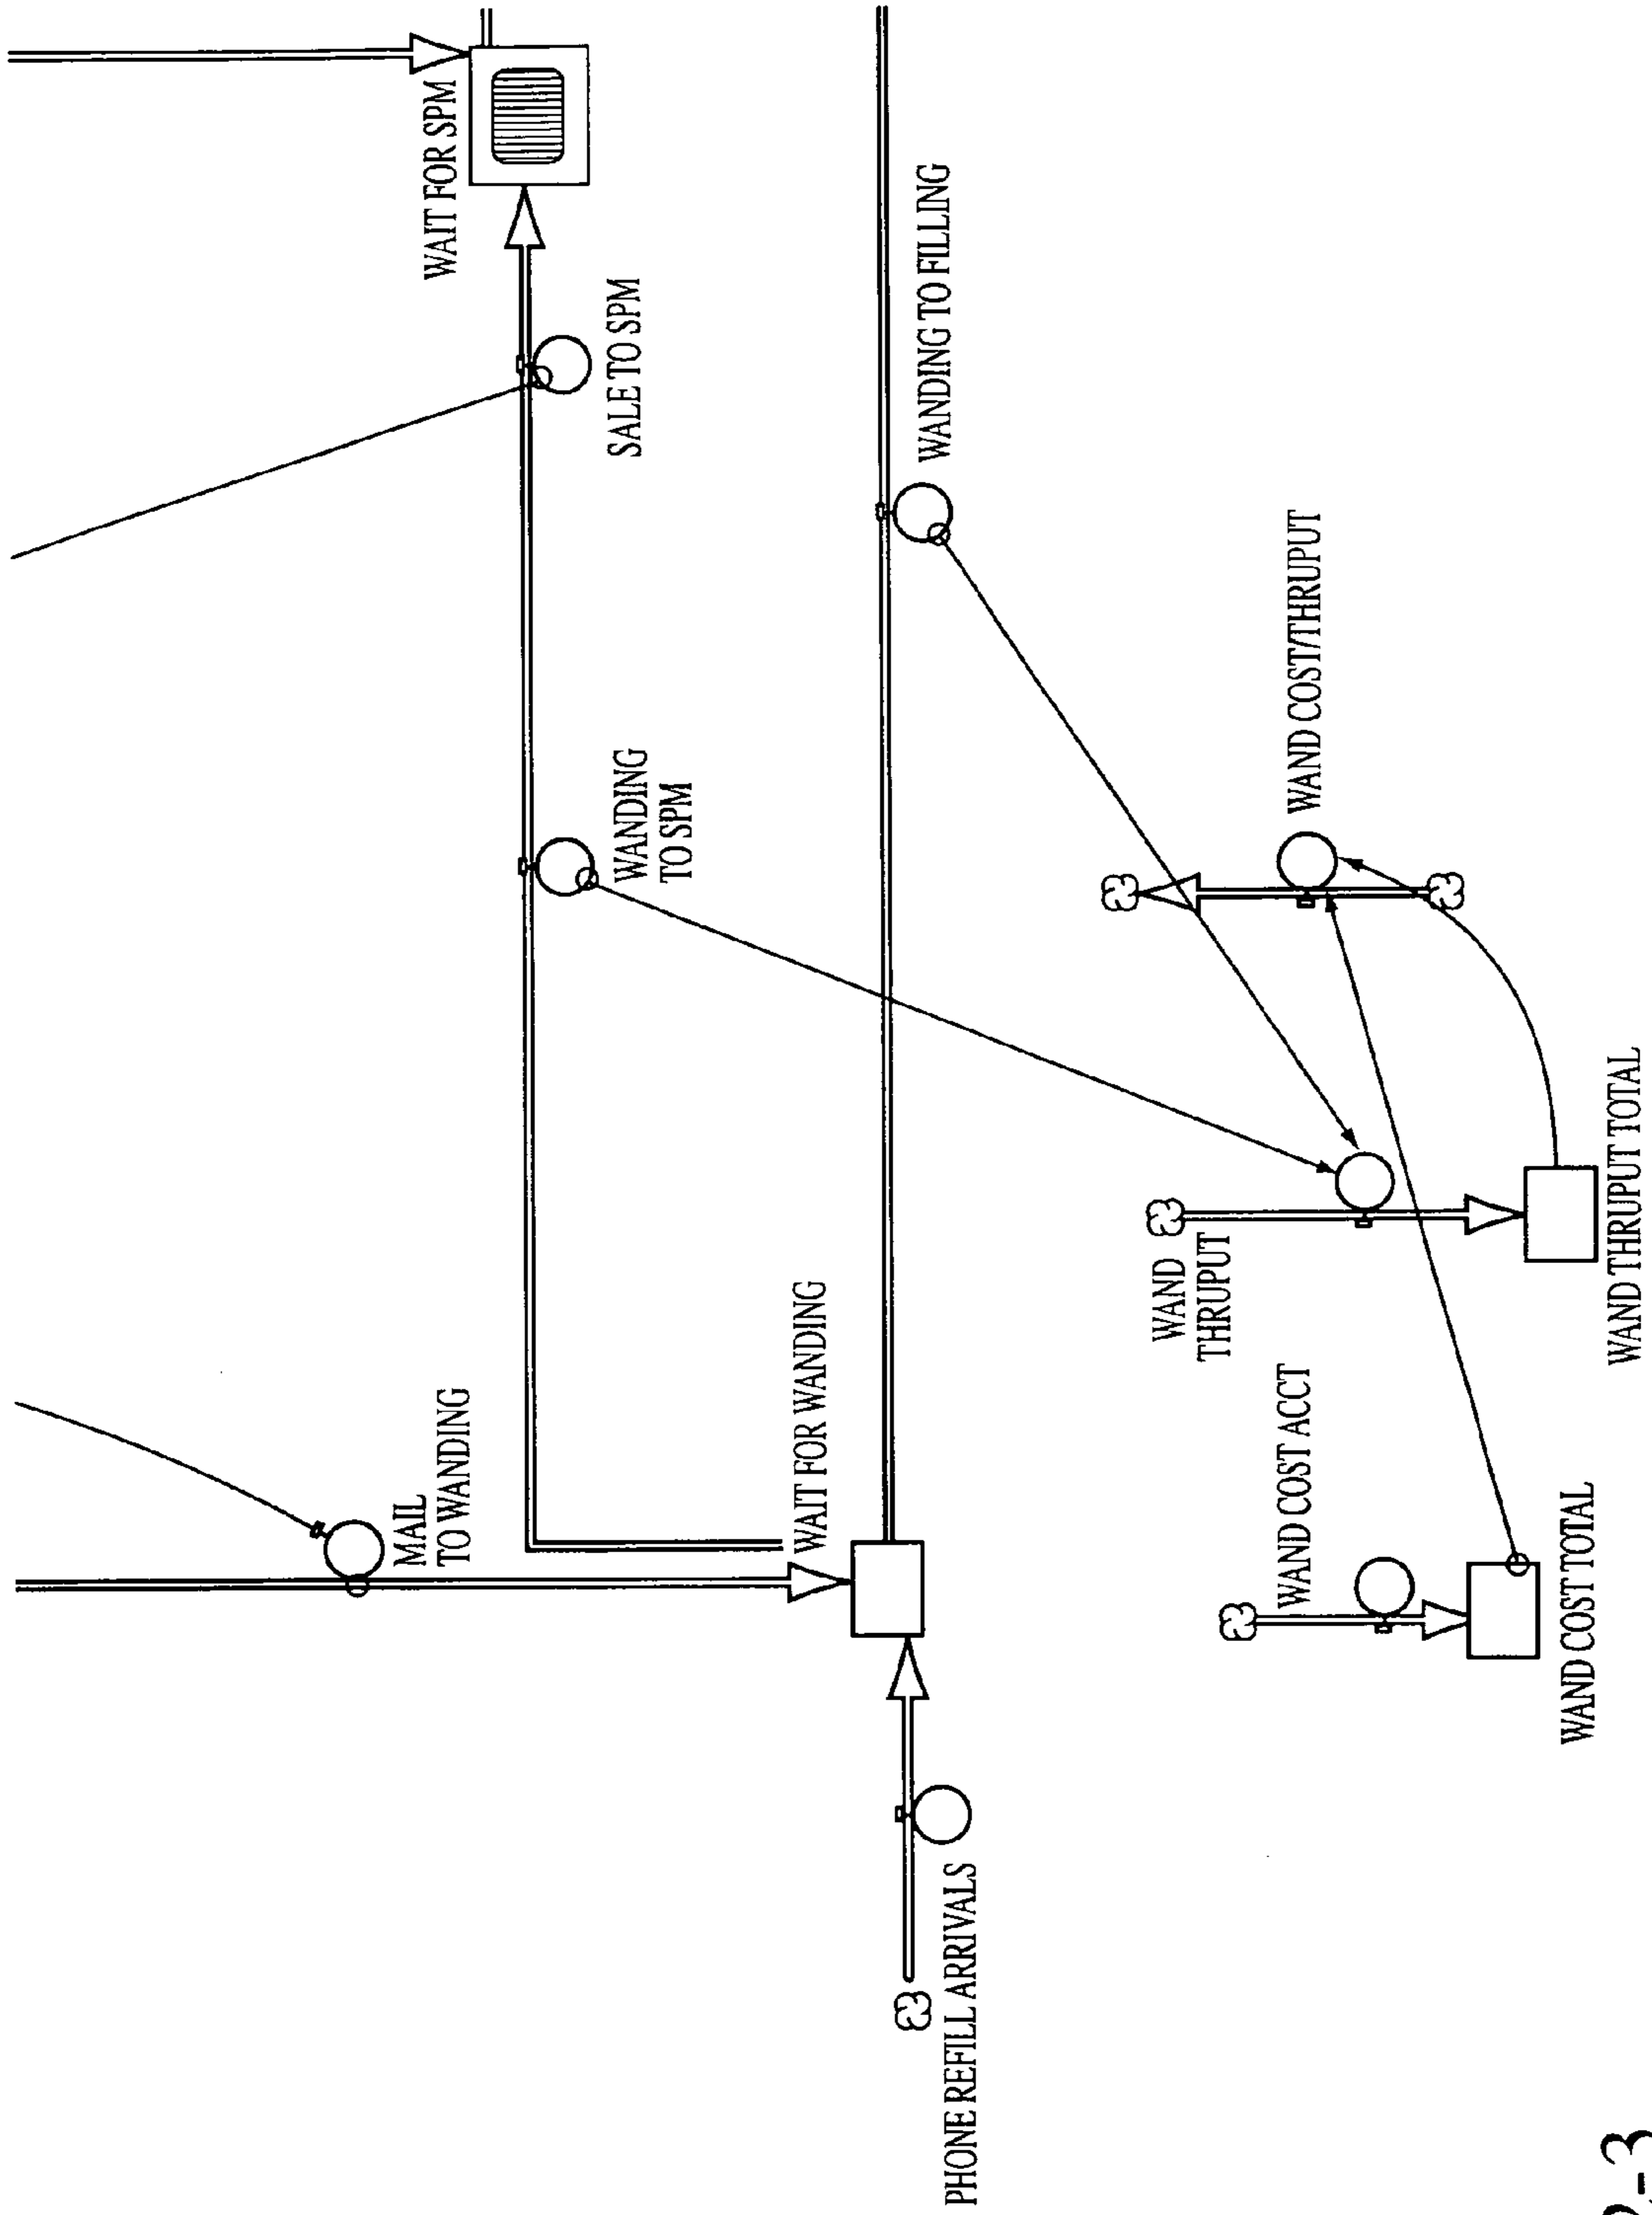 WAIT FOR SPM
SALE TO SPM
WANDING TO FILLING
WANDING
TO SPM
WAND COST/THRUPUT
MAIL
TO WANDING
WAIT FOR WANDING
WAND
THRUPUT
WAND THRUPUT TOTAL
WAND COST ACCT
WAND COST TOTAL
PHONE REFILL ARRIVALS
-3